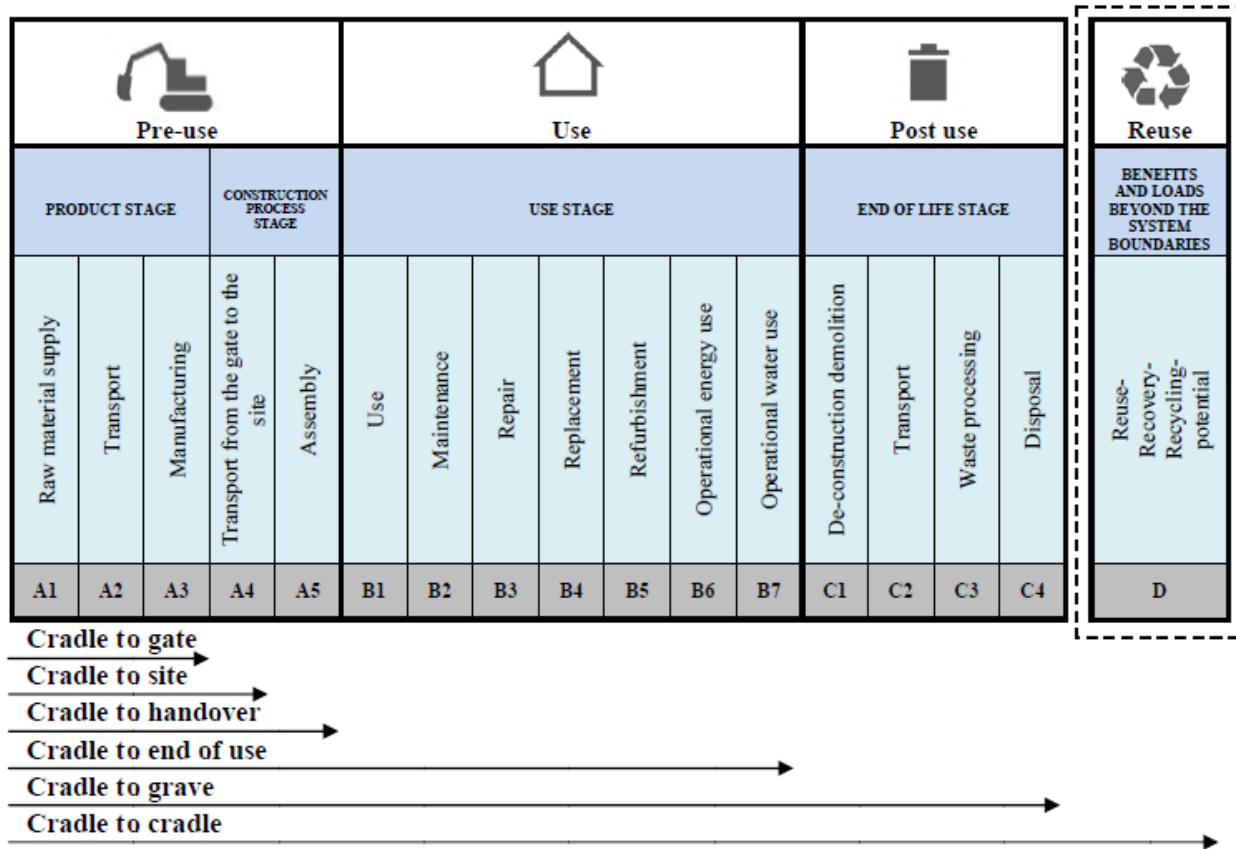 Pre-use
Use
Post use
Reuse
PRODUCT STAGE
CONSTRUCTION
PROCESS
STAGE
USE STAGE
END OF LIFE STAGE
BENEFITS
AND LOADS
BEYOND THE
SYSTEM
BOUNDARIES
Raw material supply
Transport
Manufacturing
Transport from the gate to the
site
Assembly
Use
Maintenance
Repair
Replacement
Refurbishment
Operational energy use
Operational water use
De-construction demolition
Transport
Waste processing
Disposal
Reuse-
Recovery-
Recycling-
potential
A1
A2
A3
A4
A5
B1
B2
B3
B4
B5
B6
B7
C1
C2
C3
C4
D
Cradle to gate
Cradle to site
Cradle to handover
Cradle to end of use
Cradle to grave
Cradle to cradle